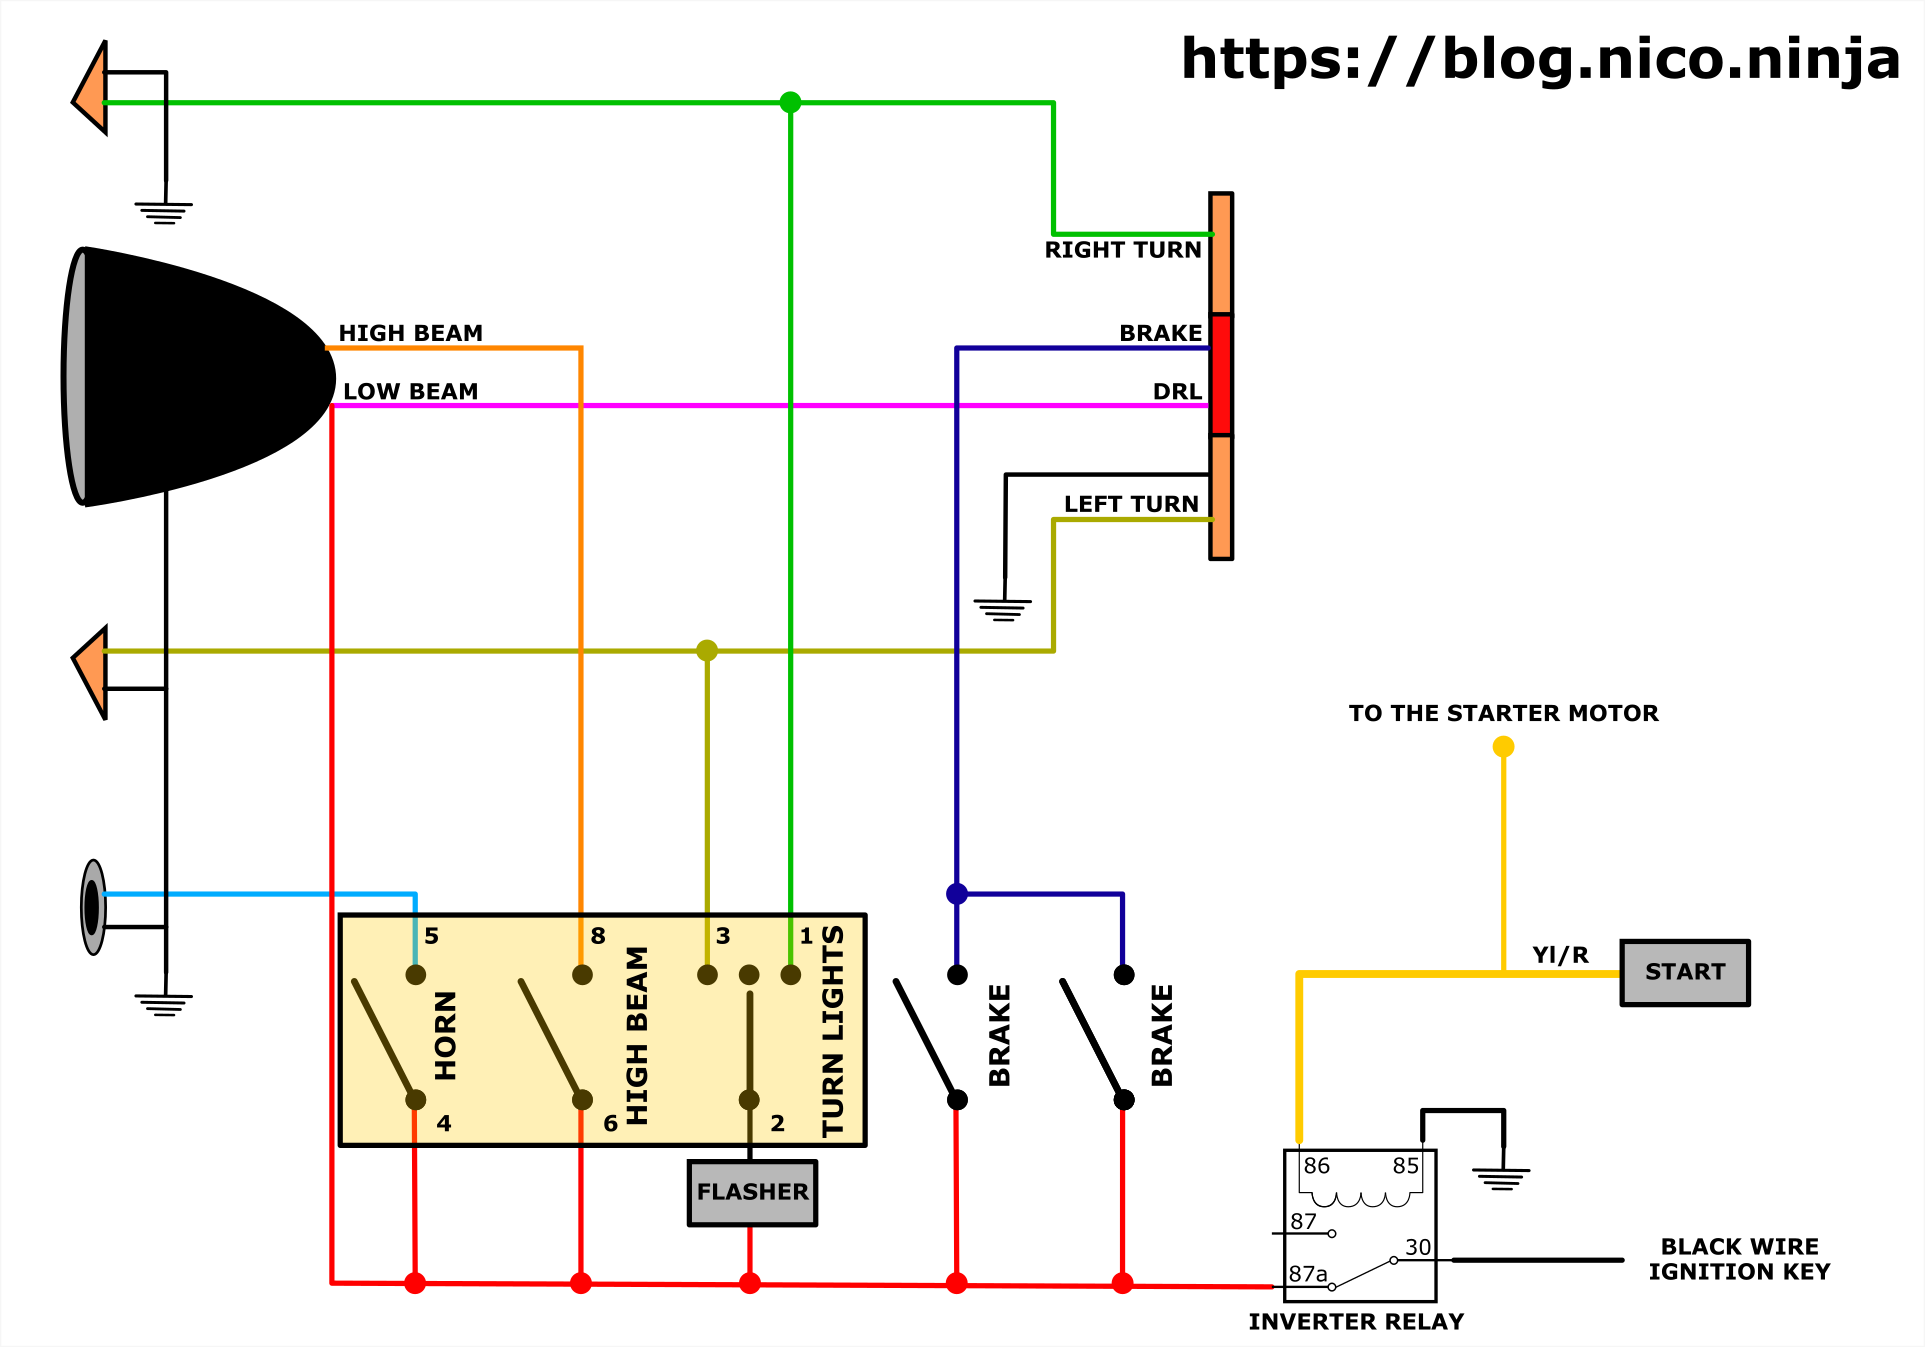 https://blog.nico.ninja
RIGHT TURN
HIGH BEAM
BRAKE
LOW BEAM
DRL
LEFT TURN
TO THE STARTER MOTOR
5
8
3
1
HORN
HIGH BEAM
TURN LIGHTS
BRAKE
BRAKE
Yl/R
START
4
6
2
FLASHER
86
85
87
30
87a
BLACK WIRE
IGNITION KEY
INVERTER RELAY